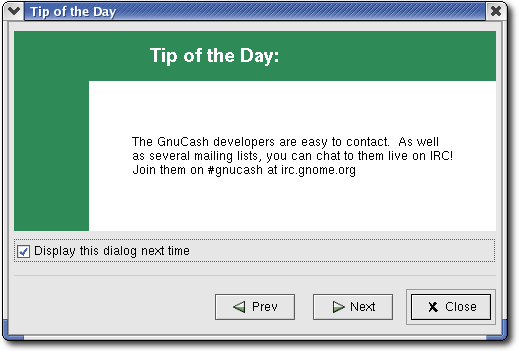 Tip of the Day
Tip of the Day:
The GnuCash developers are easy to contact.  As well
as several mailing lists, you can chat to them live on IRC!
Join them on #gnucash at irc.gnome.org
Display this dialog next time
Prev Next Close